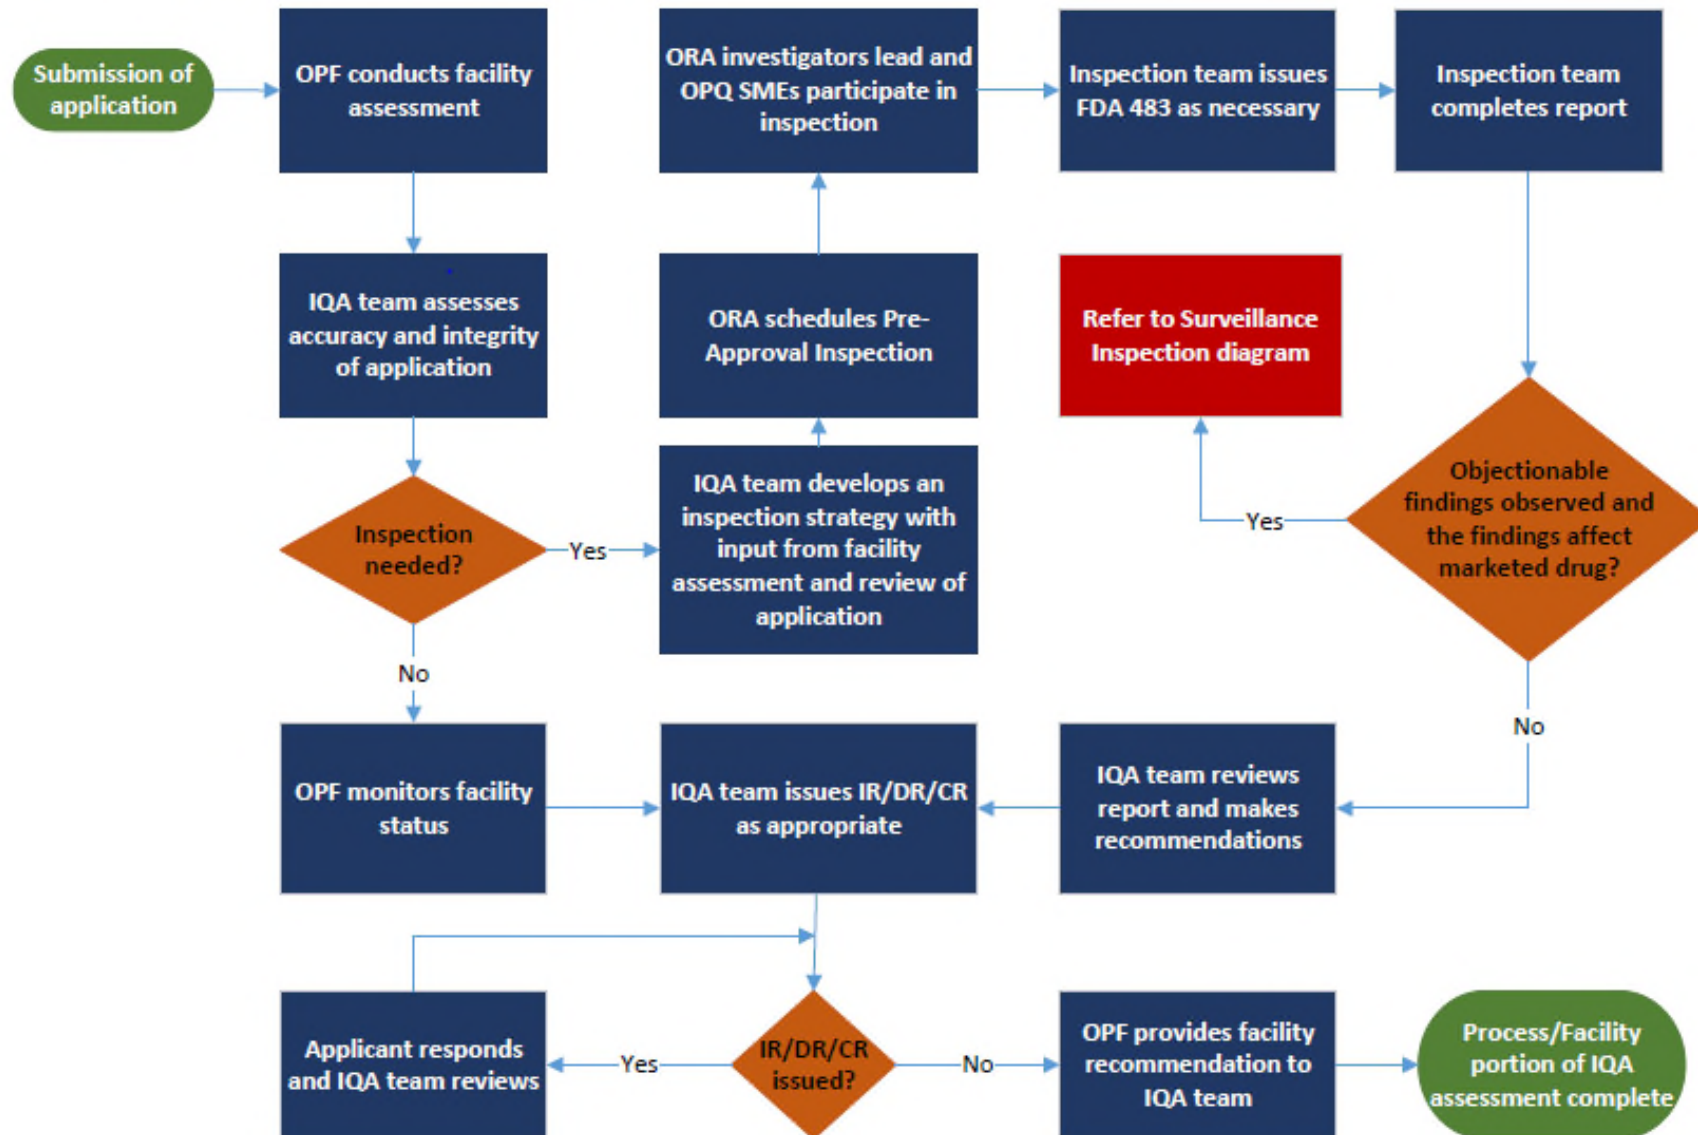 Submission of
application
OPF conducts facility
assessment
ORA investigators lead and
OPQ SMEs participate in
inspection
Inspection team issues
FDA 483 as necessary
Inspection team
completes report
IQA team assesses
accuracy and integrity
of application
ORA schedules Pre-
Approval Inspection
Refer to Surveillance
Inspection diagram
Inspection
needed?
Yes
IQA team develops an
inspection strategy with
input from facility
assessment and review of
application
Yes
Objectionable
findings observed and
the findings affect
marketed drug?
No
No
OPF monitors facility
status
IQA team issues IR/DR/CR
as appropriate
IQA team reviews
report and makes
recommendations
Applicant responds
and IQA team reviews
Yes
IR/DR/CR
issued?
No
OPF provides facility
recommendation to
IQA team
Process/Facility
portion of IQA
assessment complete